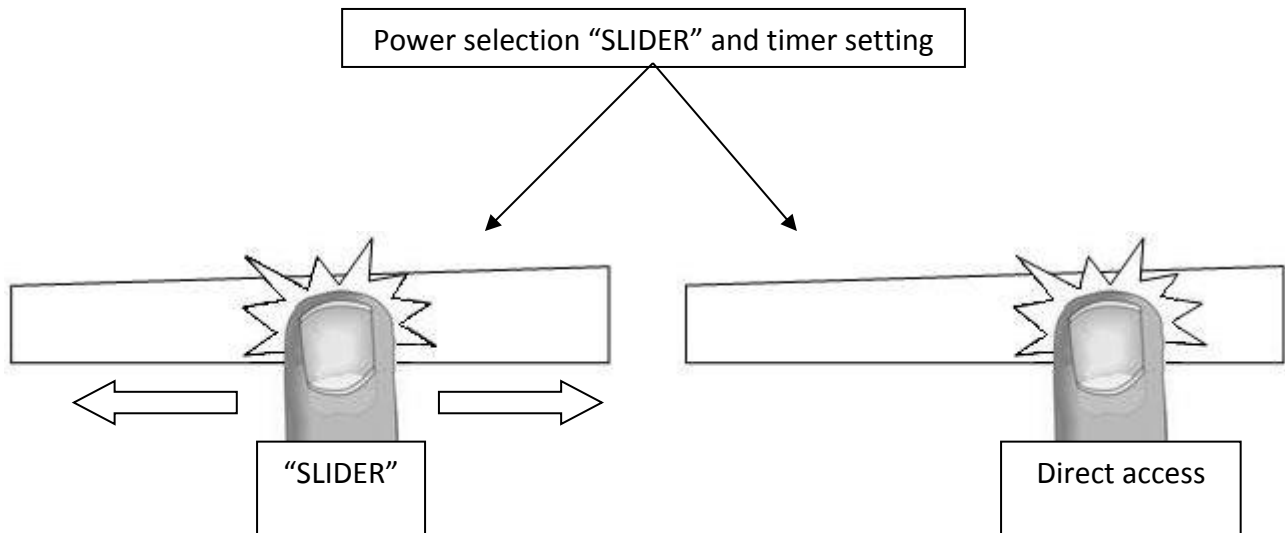 Power selection “SLIDER” and timer setting
“SLIDER”
Direct access